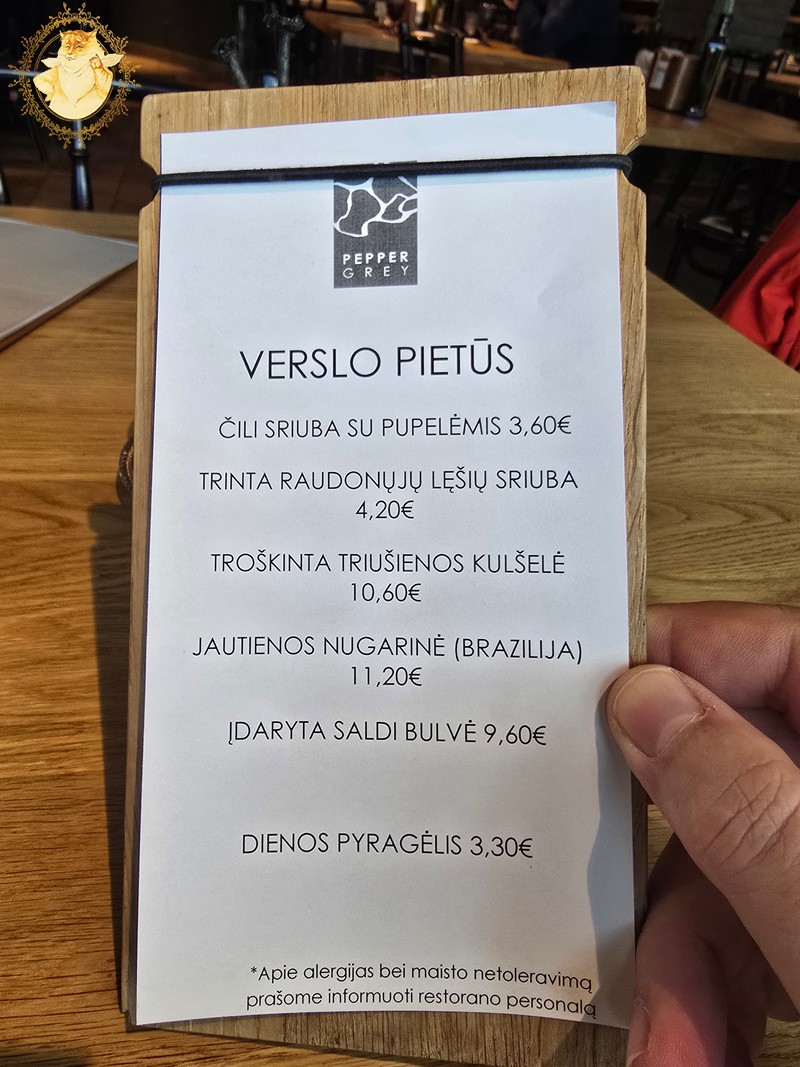 PEPPER
GREY
VERSLO PIETŪS
ČILI SRIUBA SU PUPELĖMIS 3,60€
TRINTA RAUDONŲJŲ LĘŠIŲ SRIUBA
4,20€
TROŠKINTA TRIUŠIENOS KULŠELĖ
10,60€
JAUTIENOS NUGARINĖ (BRAZILIJA)
11,20€
ĮDARYTA SALDI BULVĖ 9,60€
DIENOS PYRAGĖLIS 3,30€
*Apie alergijas bei maisto netoleravimą
prašome informuoti restorano personalą